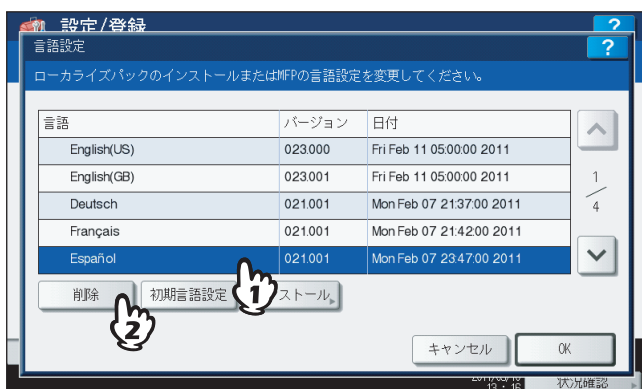 設定/登録 ?
言語設定 ?
ローカライズパックのインストールまたはMFPの言語設定を変更してください。
言語 バージョン 日付
English(US) 023.000 Fri Feb 11 05:00:00 2011
English(GB) 023.001 Fri Feb 11 05:00:00 2011
Deutsch 021.001 Mon Feb 07 21:37:00 2011
Français 021.001 Mon Feb 07 21:42:00 2011
Español 021.001 Mon Feb 07 23:47:00 2011
1
4
削除 初期言語設定 ストール
1
2
キャンセル OK
13:16 状況確認